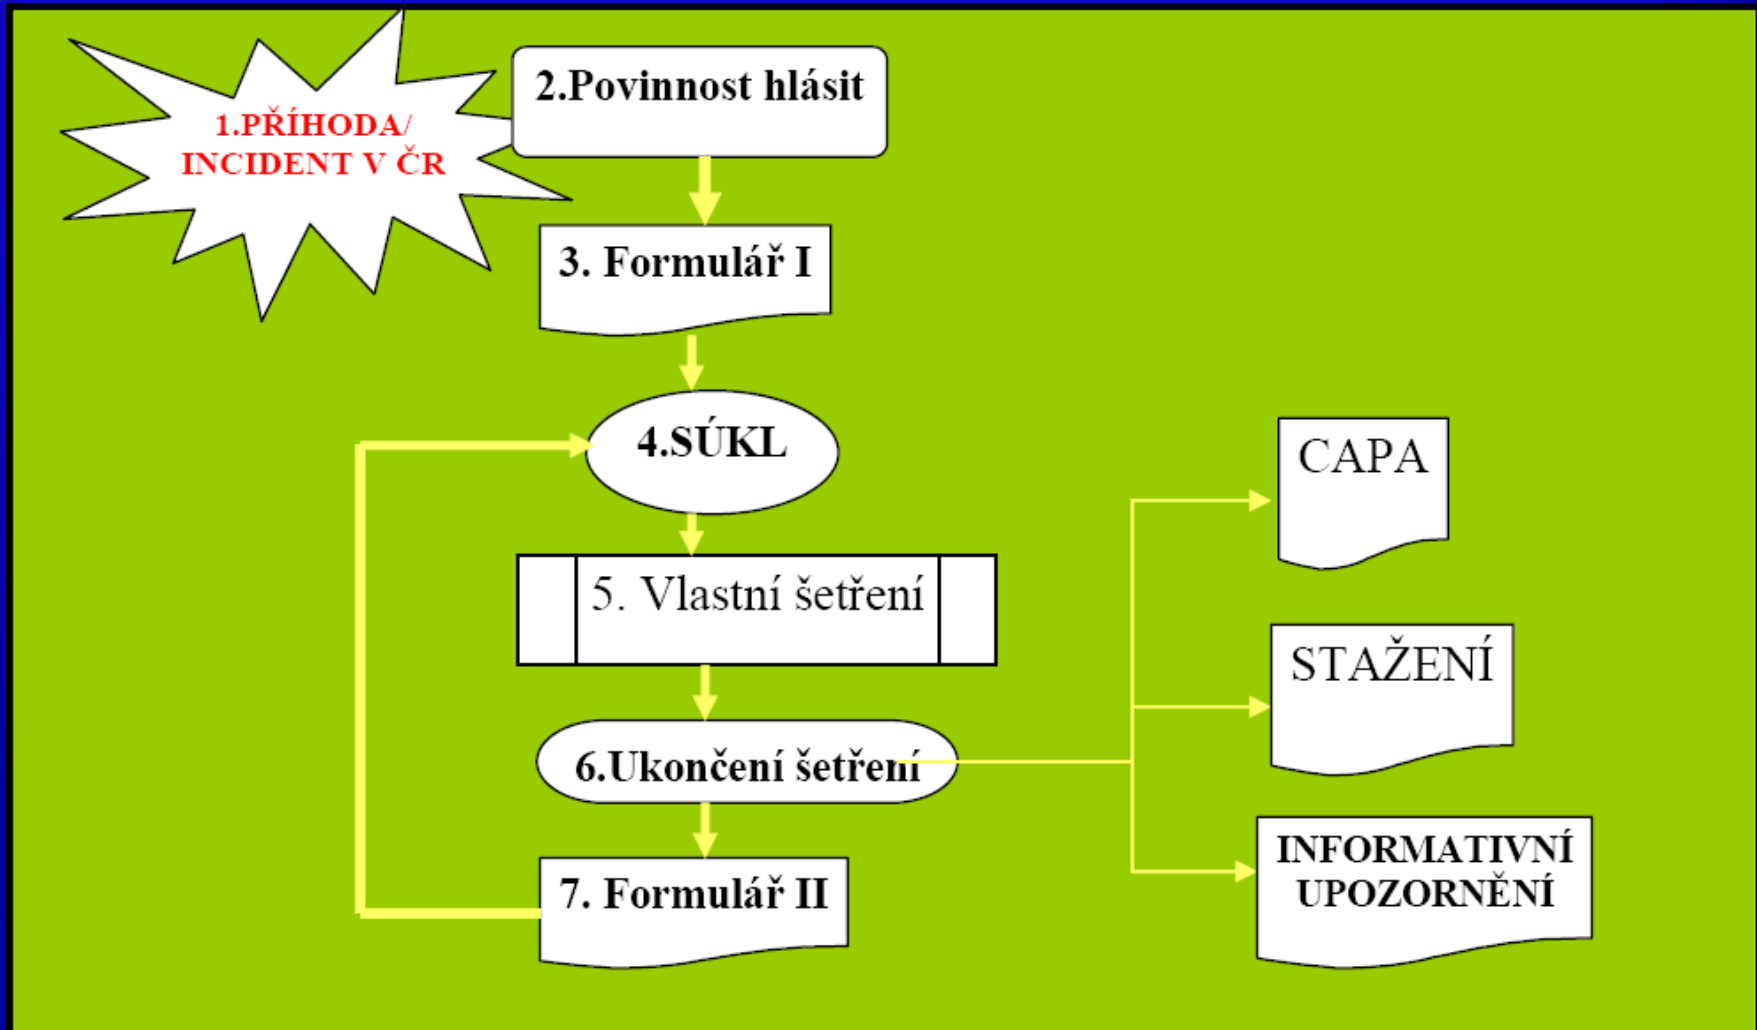 1.PŘÍHODA/
INCIDENT V ČR
2.Povinnost hlásit
3. Formulář I
4.SÚKL
5. Vlastní šetření
6.Ukončení šetření
7. Formulář II
CAPA
STAŽENÍ
INFORMATIVNÍ
UPOZORNĚNÍ